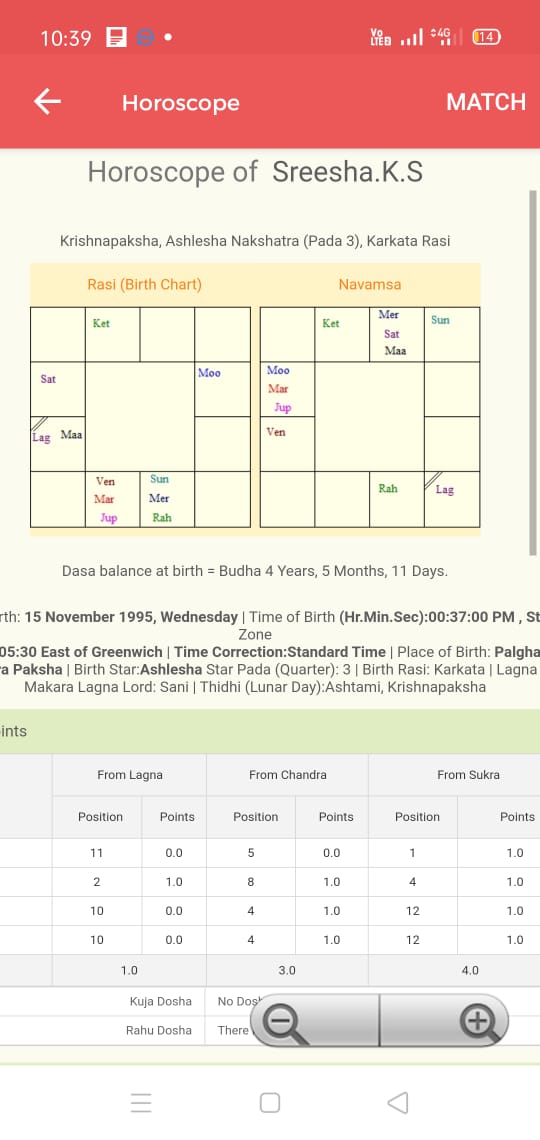 10:39 Vo LTE2 4G 14
Horoscope MATCH
Horoscope of Sreesha.K.S
Krishnapaksha, Ashlesha Nakshatra (Pada 3), Karkata Rasi
Rasi (Birth Chart) Navamsa
Ket Ket Mer Sun
Sat
Maa
Sat Moo Moo
Mar
Jup
Lag Maa Ven
Ven Sun Rah Lag
Mar Mer
Jup Rah
Dasa balance at birth = Budha 4 Years, 5 Months, 11 Days.
rth: 15 November 1995, Wednesday | Time of Birth (Hr.Min.Sec):00:37:00 PM , St
Zone
05:30 East of Greenwich | Time Correction:Standard Time | Place of Birth: Palgha
a Paksha | Birth Star:Ashlesha Star Pada (Quarter): 3 | Birth Rasi: Karkata | Lagna
Makara Lagna Lord: Sani | Thidhi (Lunar Day):Ashtami, Krishnapaksha
ints
From Lagna From Chandra From Sukra
Position Points Position Points Position Points
11 0.0 5 0.0 1 1.0
2 1.0 8 1.0 4 1.0
10 0.0 4 1.0 12 1.0
10 0.0 4 1.0 12 1.0
1.0 3.0 4.0
Kuja Dosha No Dos
Rahu Dosha There